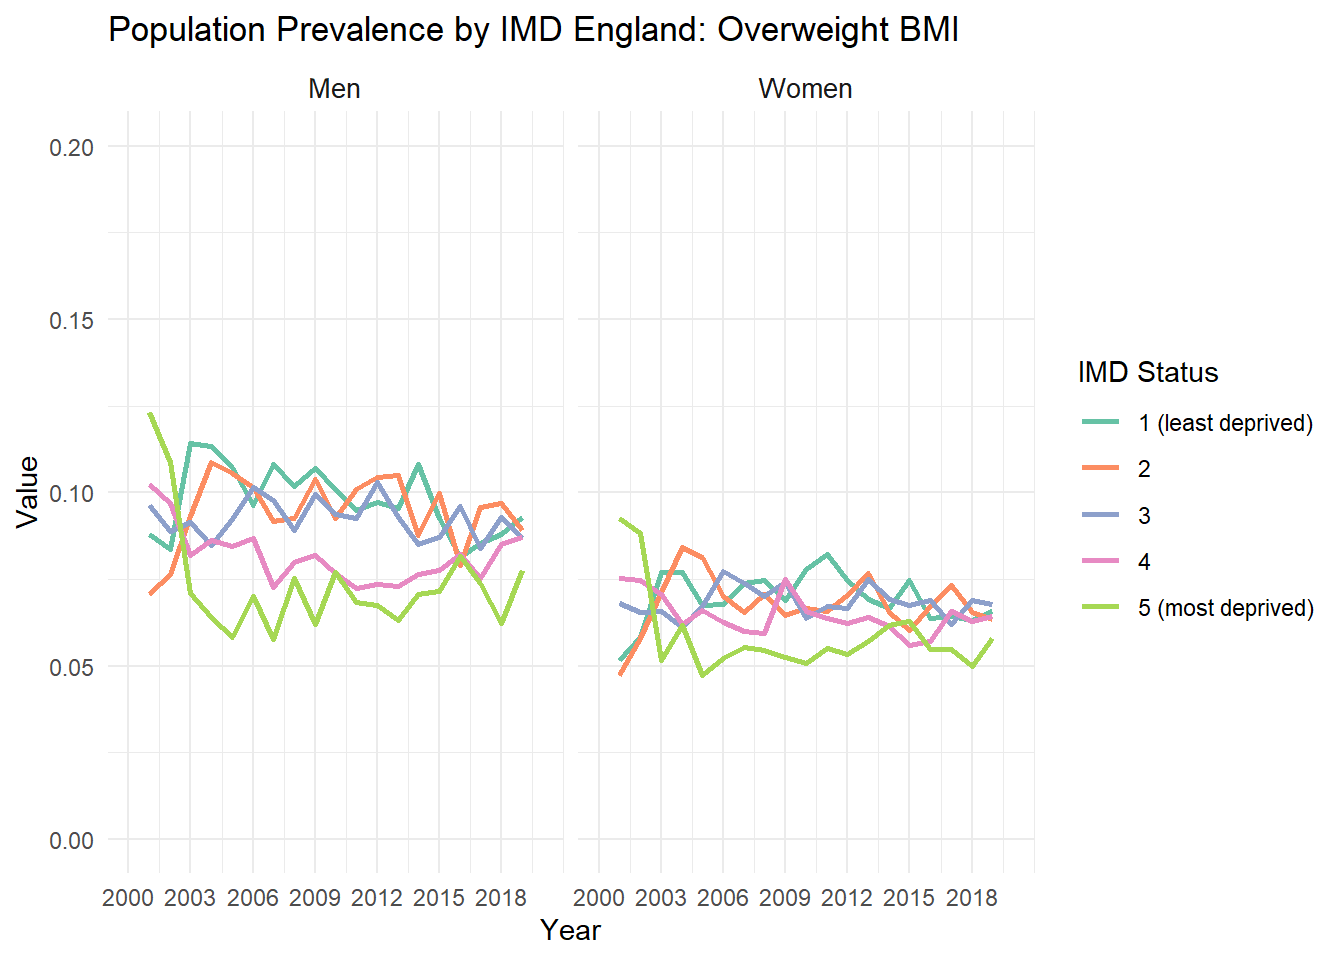 Population Prevalence by IMD England: Overweight BMI
Men
Women
0.20
0.15
0.10
0.05
0.00
Value
2000 2003 2006 2009 2012 2015 2018
2000 2003 2006 2009 2012 2015 2018
Year
IMD Status
1 (least deprived)
2
3
4
5 (most deprived)